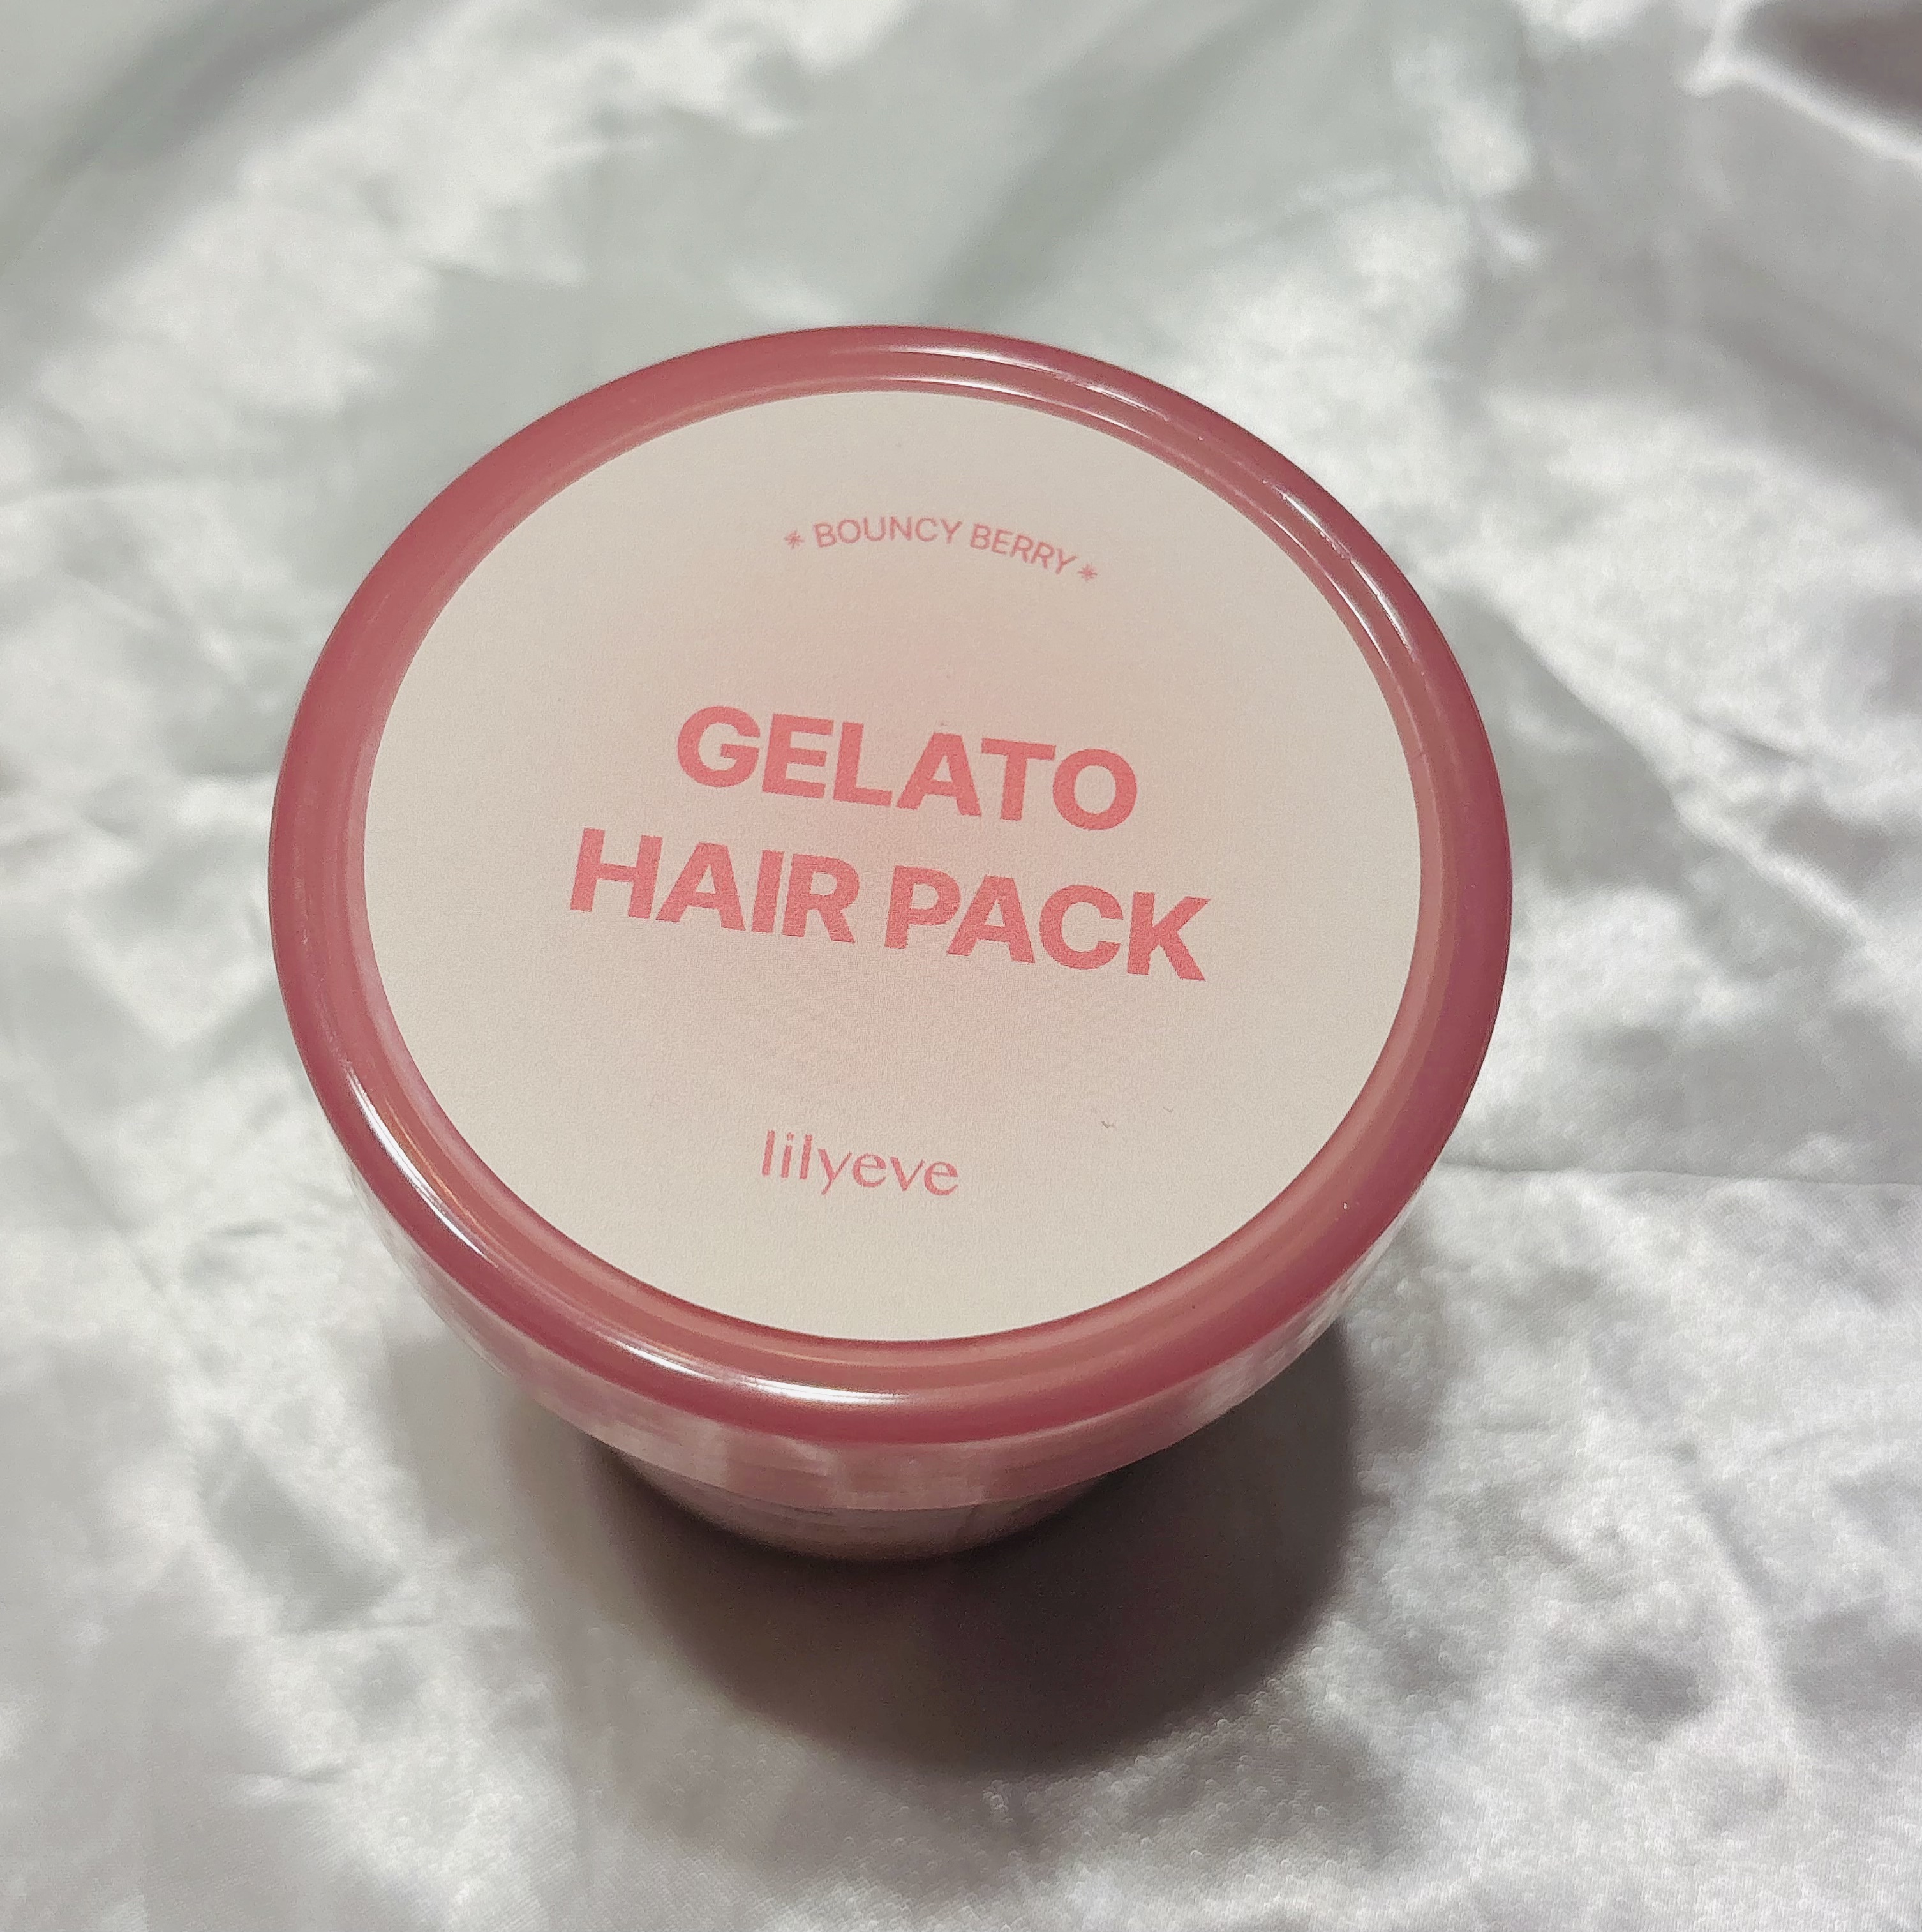 * BOUNCY BERRY *
GELATO
HAIR PACK
lilyeve